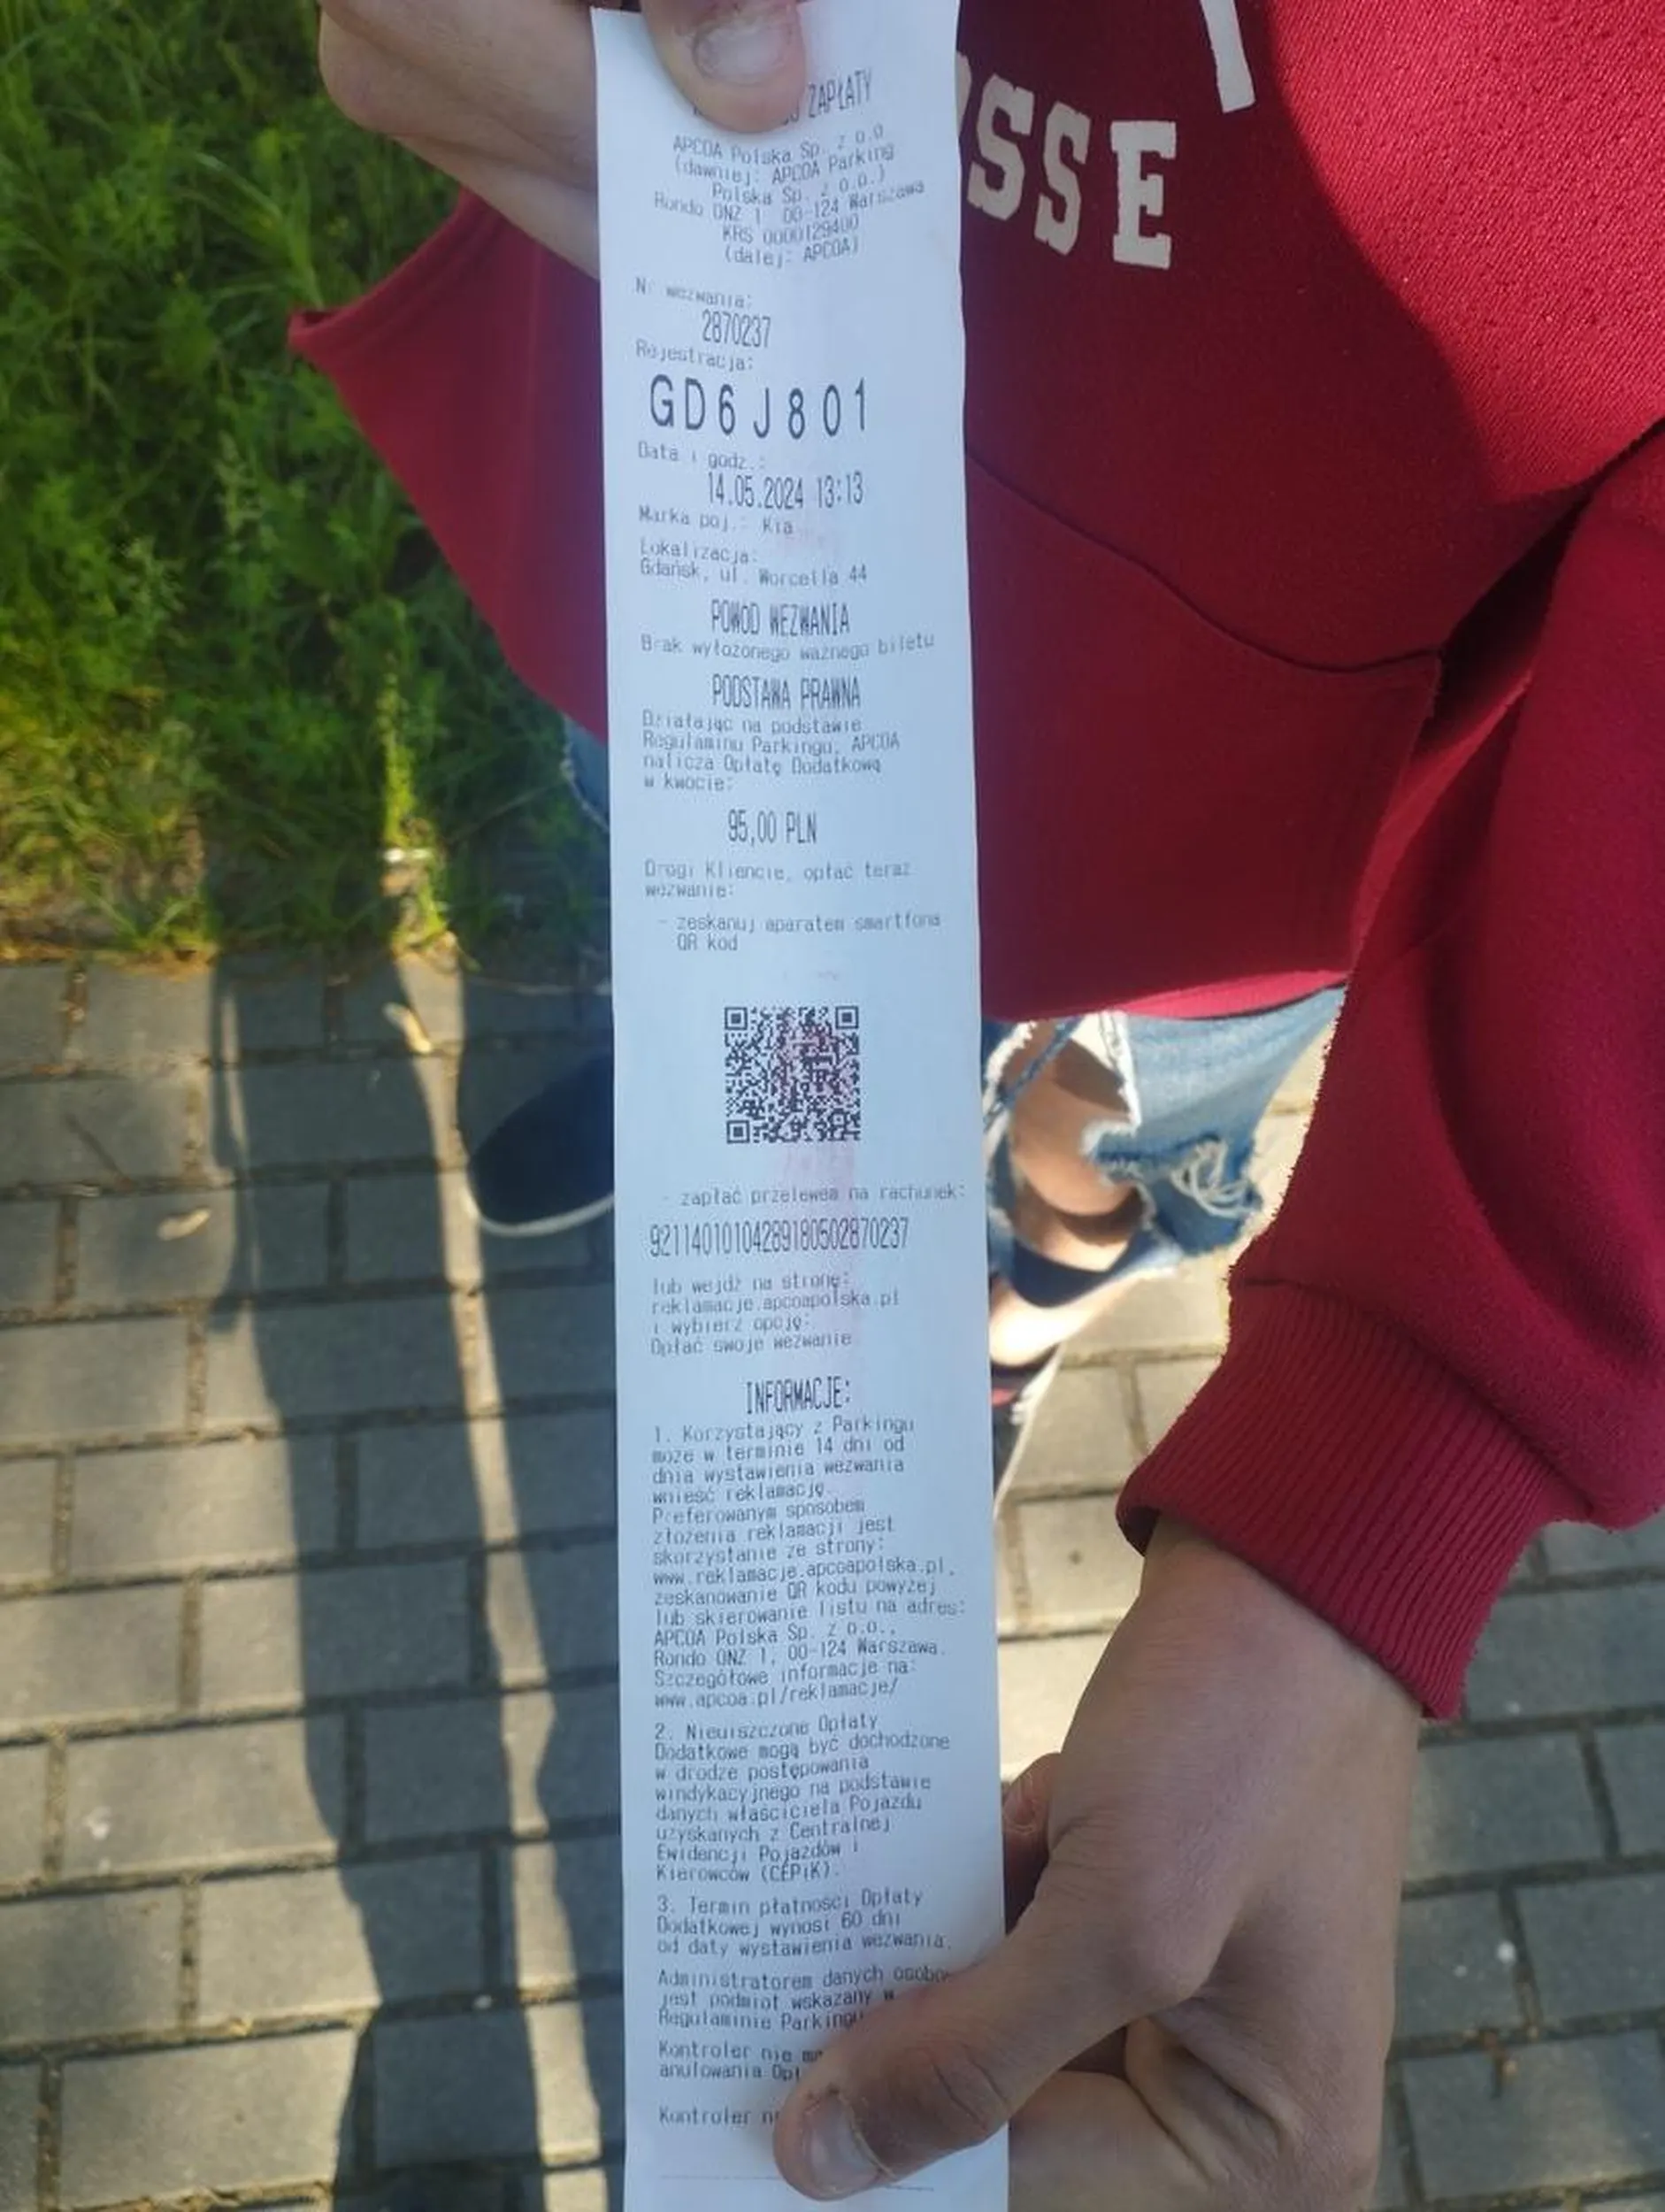 ZAPŁATY
APCOA Polska Sp. z o.o
(dawniej: APCOA Parking
Polska Sp. z o.o.)
Rondo ONZ 1, 00-124 Warszawa
KRS 0000129400
(dalej: APCOA)
Nr wezwania:
2870237
Rejestracja:
GD6J801
Data i godz.:
14.05.2024 13:13
Marka poj.: Kia
Lokalizacja:
Gdańsk, ul. Worcella 44
POWÓD WEZWANIA
Brak wyłożonego ważnego biletu
PODSTAWA PRAWNA
Działając na podstawie
Regulaminu Parkingu, APCOA
nalicza Opłatę Dodatkową
w kwocie:
95,00 PLN
Drogi Kliencie, opłać teraz
wezwanie:
- zeskanuj aparatem smartfona
QR kod
- zapłać przelewem na rachunek:
92114010104289180502870237
lub wejdź na stronę:
reklamacje.apcoapolska.pl
i wybierz opcję:
Opłać swoje wezwanie
INFORMACJE:
1. Korzystający z Parkingu
może w terminie 14 dni od
dnia wystawienia wezwania
wnieść reklamację.
Preferowanym sposobem
złożenia reklamacji jest
skorzystanie ze strony:
www.reklamacje.apcoapolska.pl,
zeskanowanie QR kodu powyżej
lub skierowanie listu na adres:
APCOA Polska Sp. z o.o.,
Rondo ONZ 1, 00-124 Warszawa.
Szczegółowe informacje na:
www.apcoa.pl/reklamacje/
2. Nieuiszczone Opłaty
Dodatkowe mogą być dochodzone
w drodze postępowania
windykacyjnego na podstawie
danych właściciela Pojazdu
uzyskanych z Centralnej
Ewidencji Pojazdów i
Kierowców (CEPiK).
3. Termin płatności Opłaty
Dodatkowej wynosi 60 dni
od daty wystawienia wezwania.
Administratorem danych osobow
jest podmiot wskazany w
Regulaminie Parkingu
Kontroler nie
anulowania
Kontroler
SSE